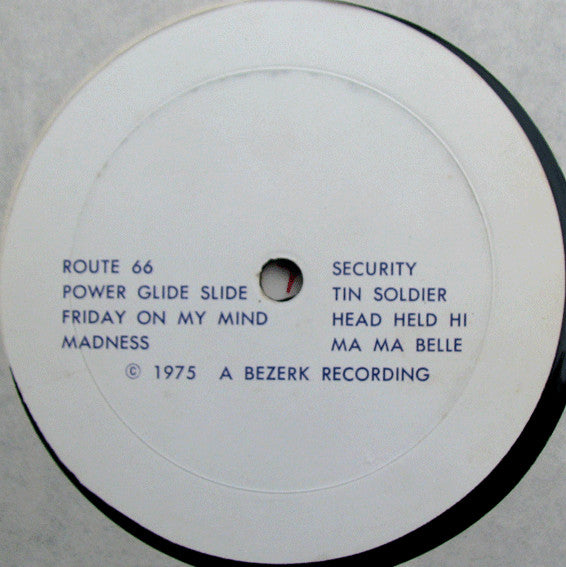 ROUTE 66
POWER GLIDE SLIDE
FRIDAY ON MY MIND
MADNESS
SECURITY
TIN SOLDIER
HEAD HELD HI
MA MA BELLE
© 1975 A BEZERK RECORDING